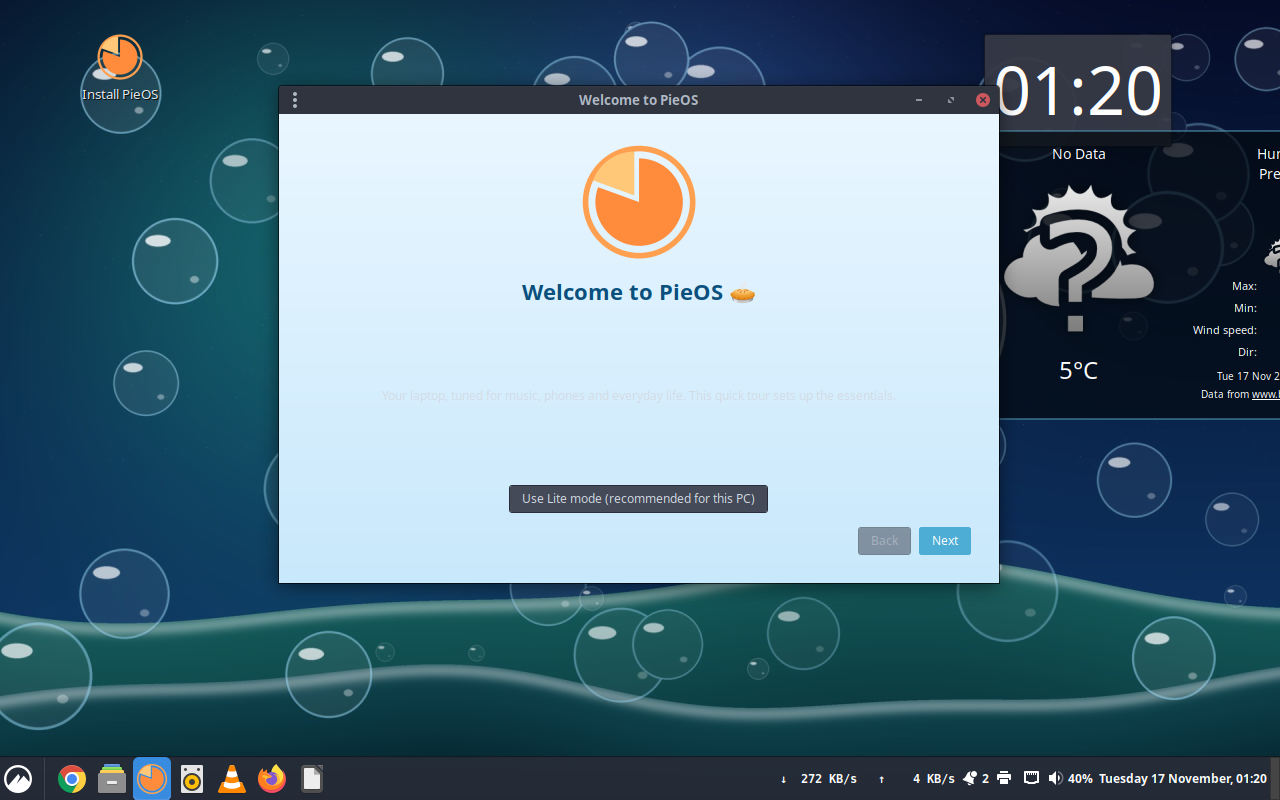 Install PieOS
Welcome to PieOS
01:20
Welcome to PieOS
Your laptop, tuned for music, phones and everyday life. This quick tour sets up the essentials.
Use Lite mode (recommended for this PC)
Back
Next
No Data
5°C
Max:
Min:
Wind speed:
Dir:
Tue 17 Nov 2
Data from www.
↓ 272 KB/s ↑ 4 KB/s 2 40% Tuesday 17 November, 01:20